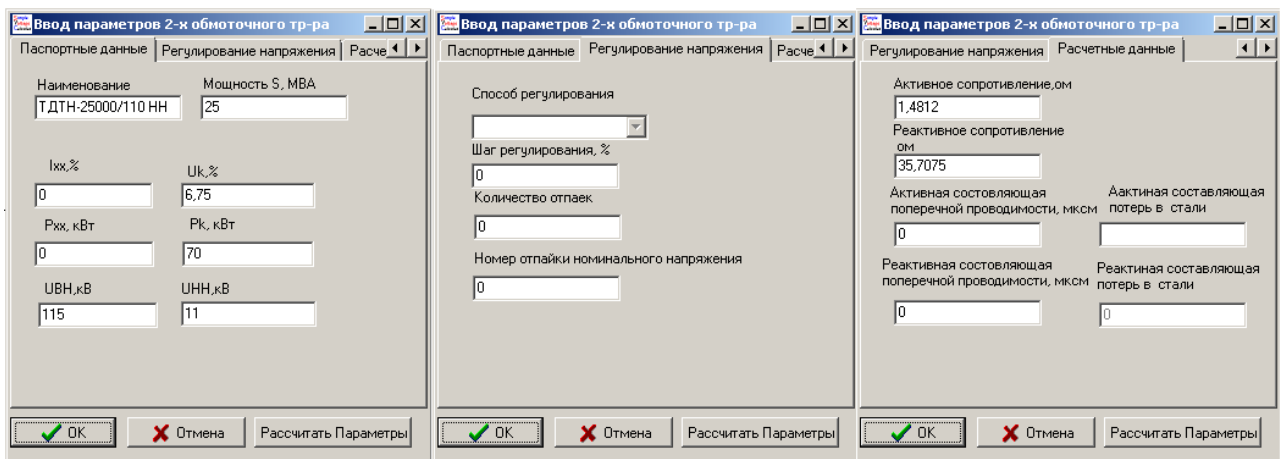 Ввод параметров 2-х обмоточного тр-ра
Паспортные данные Регулирование напряжения Расче
Наименование Мощность S, МВА
ТДТН-25000/110 НН 25
Iхх,% Uk,%
0 6,75
Рхх, кВт Pk, кВт
0 70
UВН,кВ UНН,кВ
115 11
OK Отмена Рассчитать Параметры
Ввод параметров 2-х обмоточного тр-ра
Паспортные данные Регулирование напряжения Расче
Способ регулирования
Шаг регулирования, %
0
Количество отпаек
0
Номер отпайки номинального напряжения
0
OK Отмена Рассчитать Параметры
Ввод параметров 2-х обмоточного тр-ра
Регулирование напряжения Расчетные данные
Активное сопротивление,ом
1,4812
Реактивное сопротивление
ом
35,7075
Активная состовляющая Аактиная составляющая
поперечной проводимости, мксм потерь в стали
0
Реактивная состовляющая Реактиная составляющая
поперечной проводимости, мксм потерь в стали
0 0
OK Отмена Рассчитать Параметры